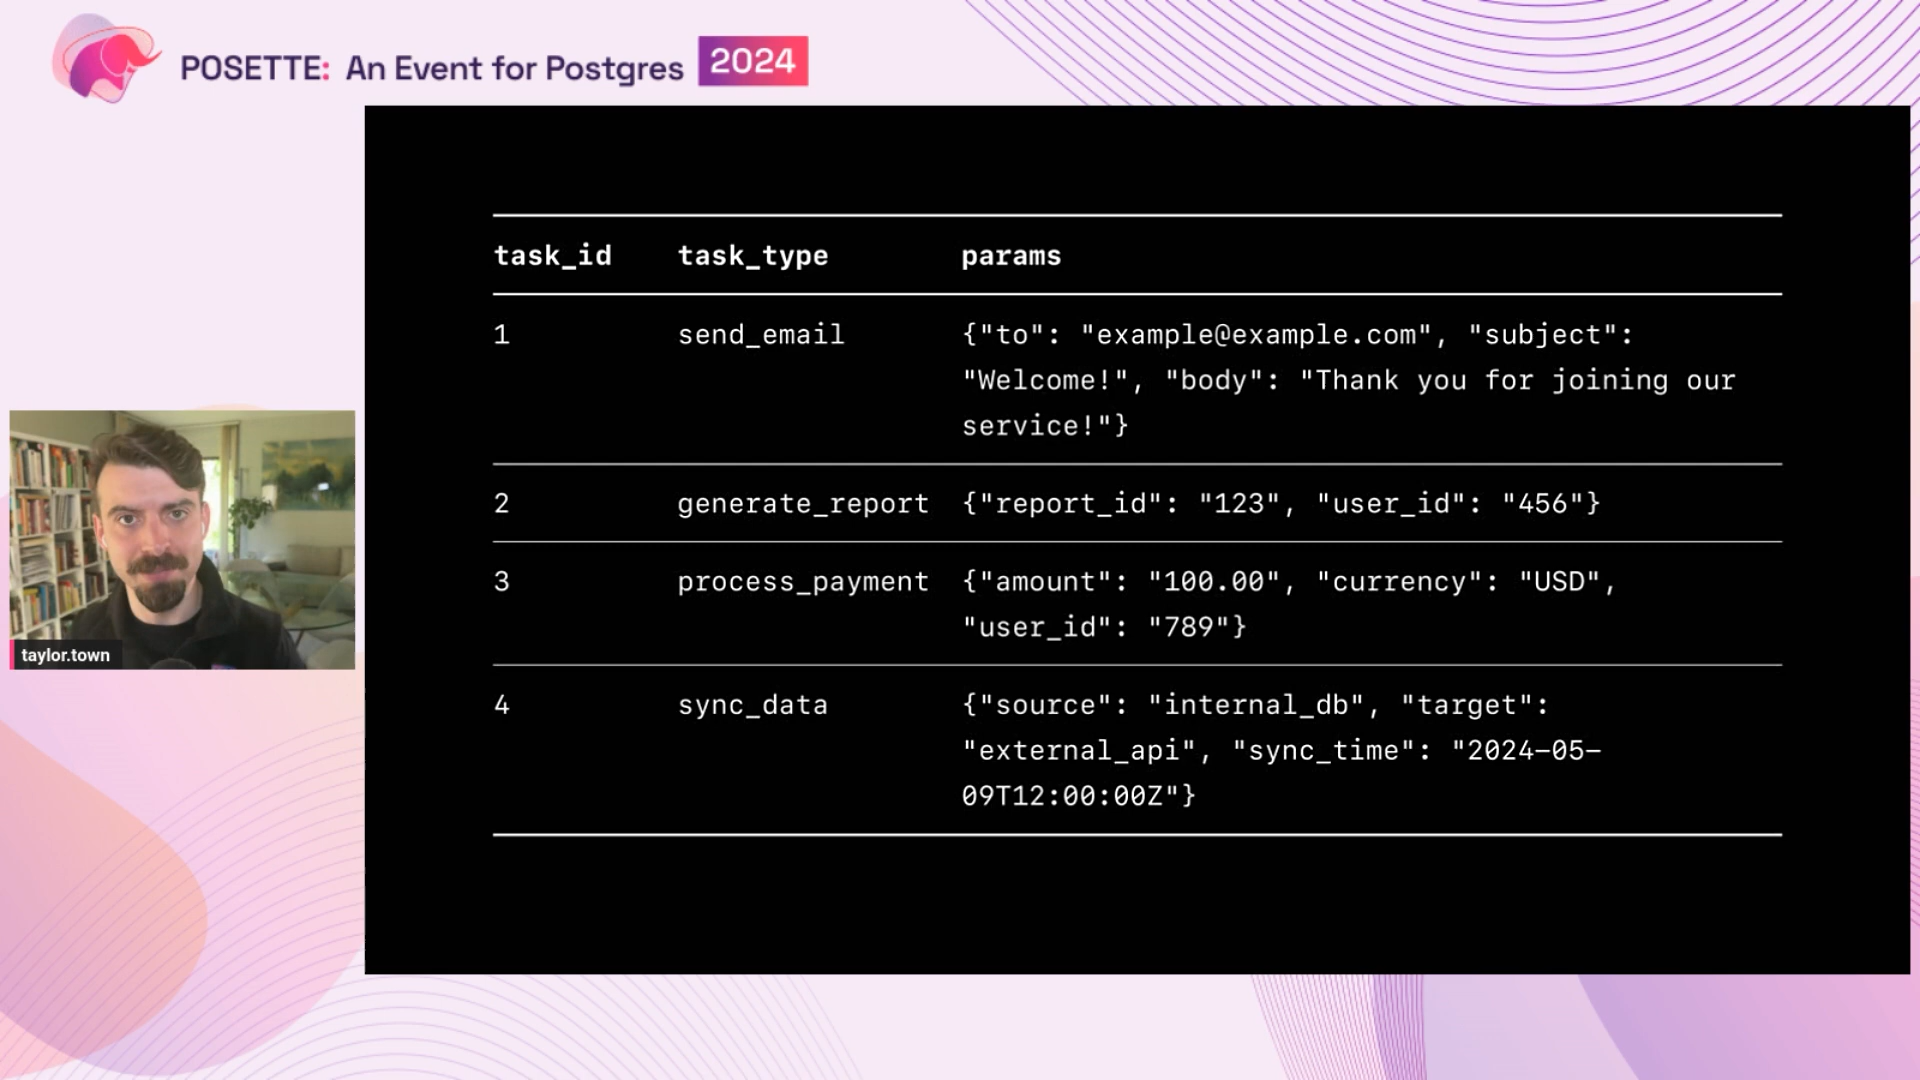 POSETTE: An Event for Postgres 2024
task_id task_type params
1 send_email {"to": "example@example.com", "subject":
"Welcome!", "body": "Thank you for joining our
service!"}
2 generate_report {"report_id": "123", "user_id": "456"}
3 process_payment {"amount": "100.00", "currency": "USD",
"user_id": "789"}
4 sync_data {"source": "internal_db", "target":
"external_api", "sync_time": "2024-05-
09T12:00:00Z"}
taylor.town